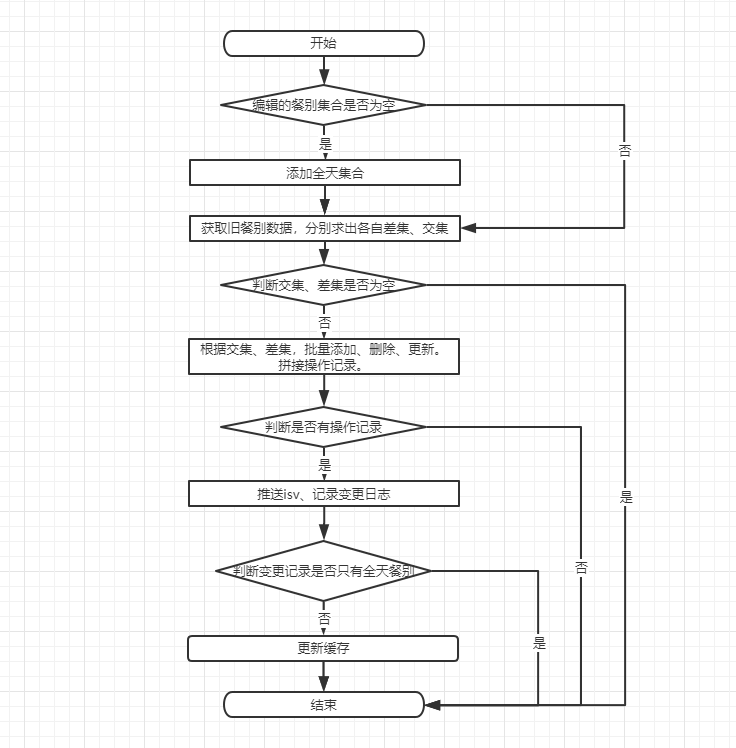 开始
编辑的餐别集合是否为空
是
否
添加全天集合
获取旧餐别数据，分别求出各自差集、交集
判断交集、差集是否为空
否
根据交集、差集，批量添加、删除、更新。
拼接操作记录。
判断是否有操作记录
是
推送isv、记录变更日志
是
判断变更记录是否只有全天餐别
否
否
是
更新缓存
结束